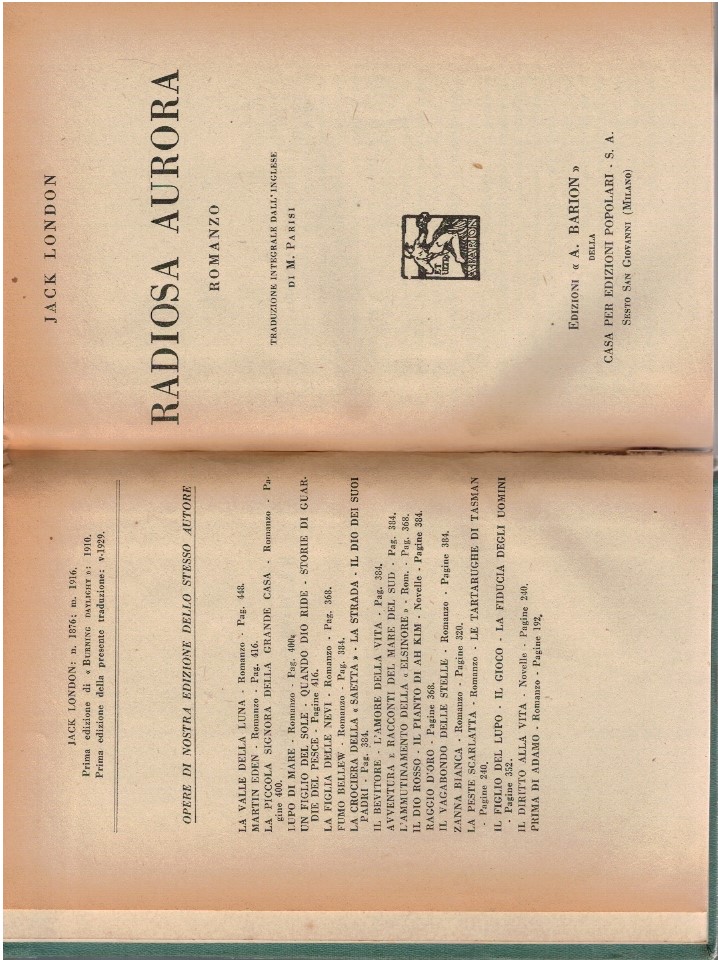 JACK LONDON: n. 1876; m. 1916.
Prima edizione di « BURNING DAYLIGHT »: 1910.
Prima edizione della presente traduzione: V-1929.
OPERE DI NOSTRA EDIZIONE DELLO STESSO AUTORE
LA VALLE DELLA LUNA - Romanzo - Pag. 448.
MARTIN EDEN - Romanzo - Pag. 416.
LA PICCOLA SIGNORA DELLA GRANDE CASA - Romanzo - Pa-
gine 400.
LUPO DI MARE - Romanzo - Pag. 400.
UN FIGLIO DEL SOLE - QUANDO DIO RIDE - STORIE DI GUAR-
DIE DEL PESCE - Pagine 416.
LA FIGLIA DELLE NEVI - Romanzo - Pag. 368.
FUMO BELLEW - Romanzo - Pag. 384.
LA CROCIERA DELLA « SAETTA » - LA STRADA - IL DIO DEI SUOI
PADRI - Pag. 384.
IL BEVITORE - L'AMORE DELLA VITA - Pag. 384.
AVVENTURA e RACCONTI DEL MARE DEL SUD - Pag. 384.
L'AMMUTINAMENTO DELLA « ELSINORE » - Rom. - Pag. 368.
IL DIO ROSSO - IL PIANTO DI AH KIM - Novelle - Pagine 384.
RAGGIO D'ORO - Pagine 368.
IL VAGABONDO DELLE STELLE - Romanzo - Pagine 384.
ZANNA BIANCA - Romanzo - Pagine 320.
LA PESTE SCARLATTA - Romanzo - LE TARTARUGHE DI TASMAN
- Pagine 240.
IL FIGLIO DEL LUPO - IL GIOCO - LA FIDUCIA DEGLI UOMINI
- Pagine 352.
IL DIRITTO ALLA VITA - Novelle - Pagine 240.
PRIMA DI ADAMO - Romanzo - Pagine 192.
JACK LONDON
RADIOSA AURORA
ROMANZO
TRADUZIONE INTEGRALE DALL'INGLESE
DI M. PARISI
ET
ULTRA
A.BARION
EDIZIONI « A. BARION »
DELLA
CASA PER EDIZIONI POPOLARI - S. A.
SESTO SAN GIOVANNI (MILANO)